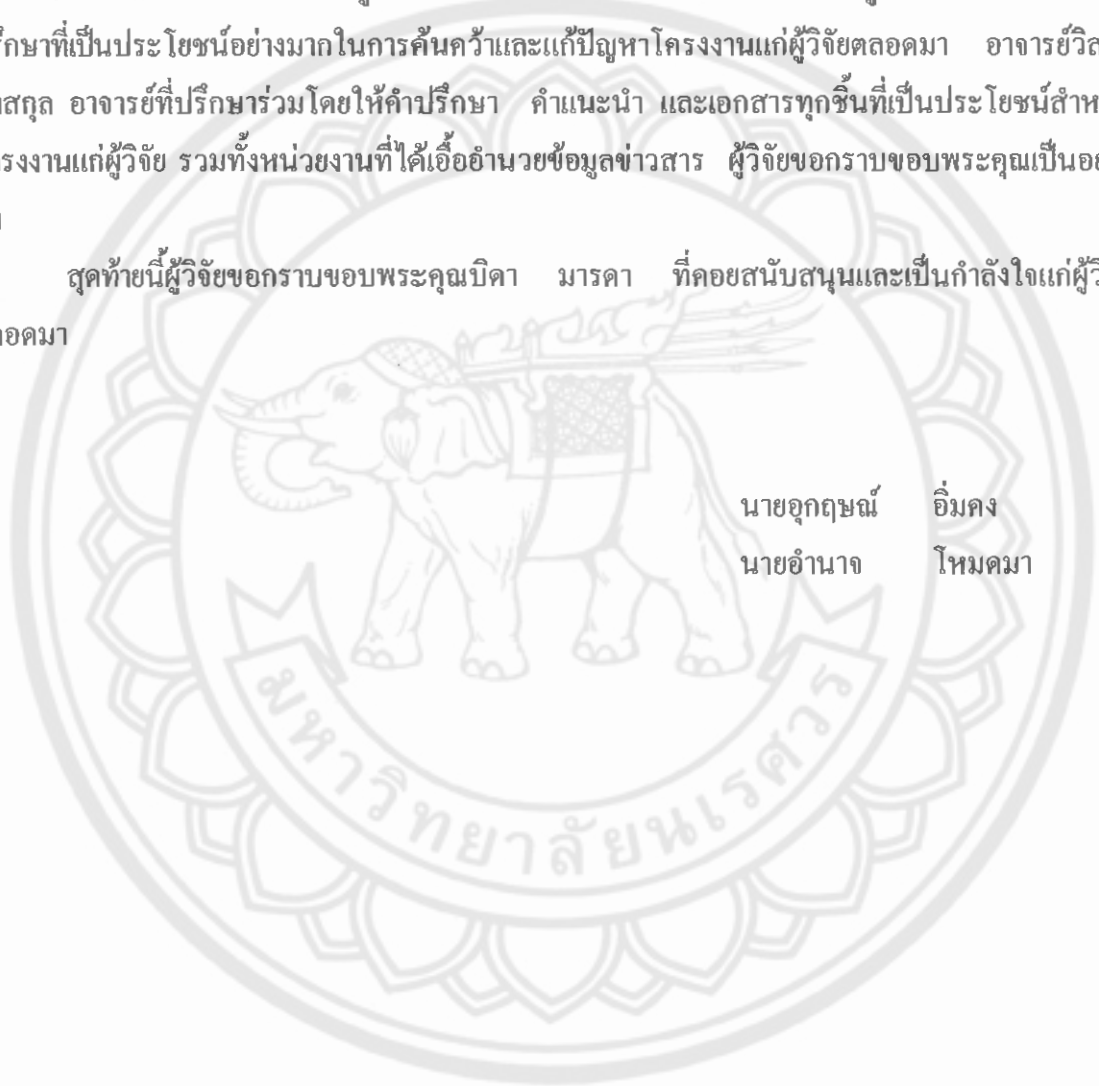 ึกษาที่เป็นประโยชน์อย่างมากในการค้นคว้าและแก้ปัญหาโครงงานแก่ผู้วิจัยตลอดมา อาจารย์วิส
สกุล อาจารย์ที่ปรึกษาร่วมโดยให้คำปรึกษา คำแนะนำ และเอกสารทุกชิ้นที่เป็นประโยชน์สำห
รงงานแก่ผู้วิจัย รวมทั้งหน่วยงานที่ได้เอื้ออำนวยข้อมูลข่าวสาร ผู้วิจัยขอกราบขอบพระคุณเป็นอย
สุดท้ายนี้ผู้วิจัยขอกราบขอบพระคุณบิดา มารดา ที่คอยสนับสนุนและเป็นกำลังใจแก่ผู้วิ
อดมา
นายอุกฤษณ์ อิ่มคง
นายอำนาจ โหมดมา
มหาวิทยาลัยนเรศวร